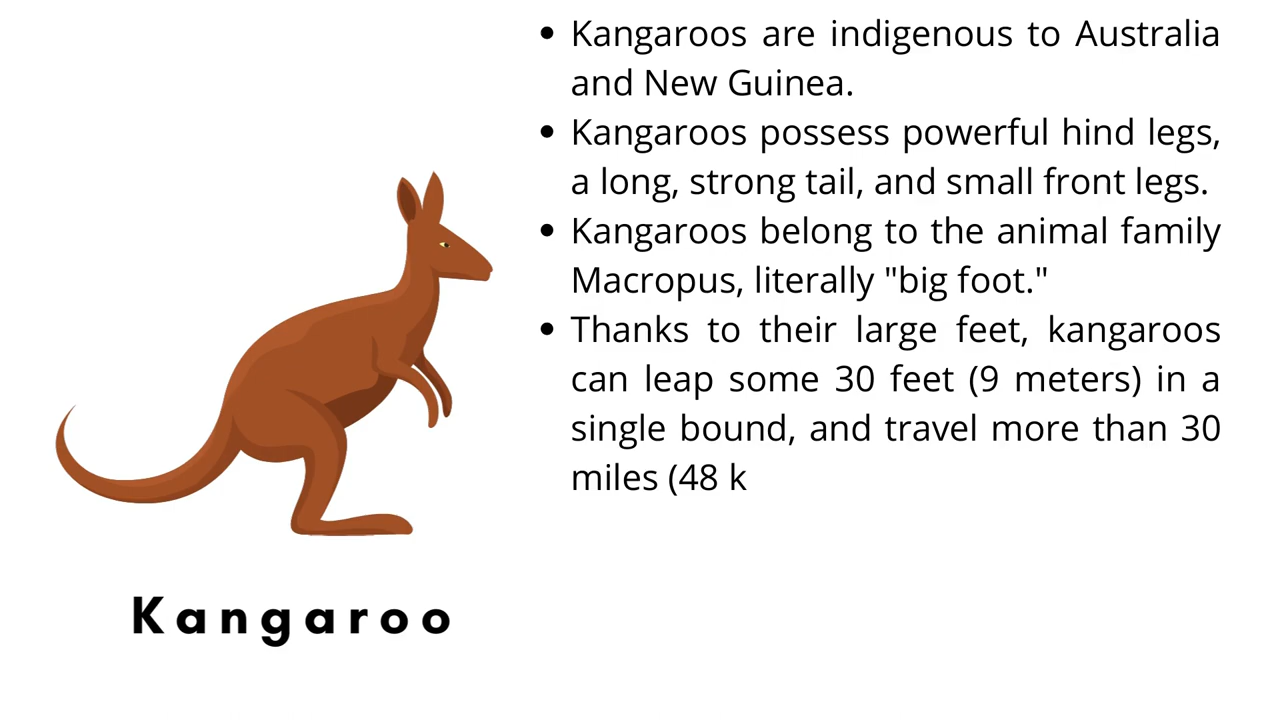 • Kangaroos are indigenous to Australia
and New Guinea.
• Kangaroos possess powerful hind legs,
a long, strong tail, and small front legs.
• Kangaroos belong to the animal family
Macropus, literally "big foot."
• Thanks to their large feet, kangaroos
can leap some 30 feet (9 meters) in a
single bound, and travel more than 30
miles (48 k
Kangaroo